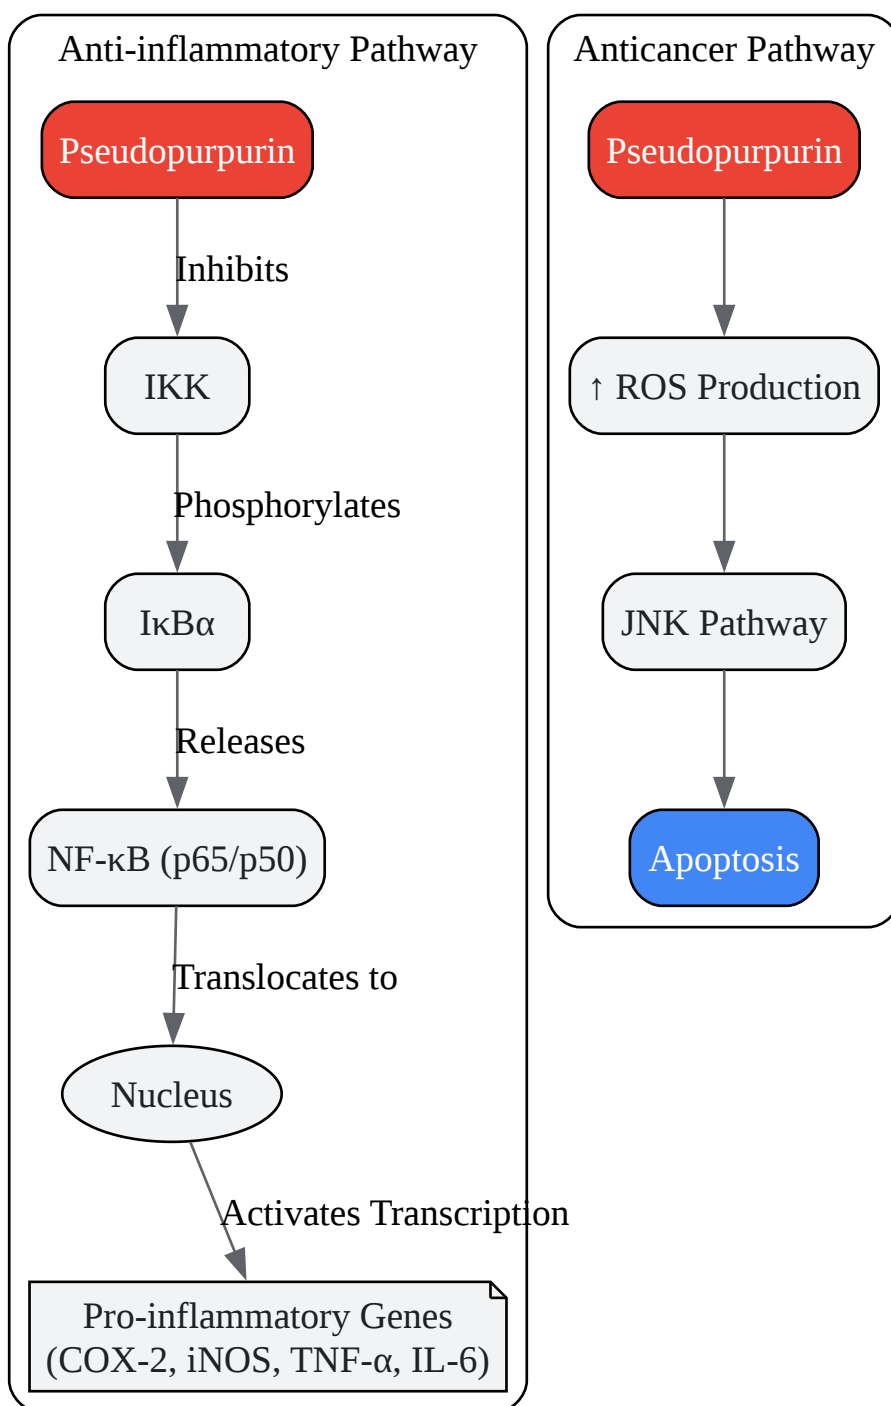 Anti-inflammatory Pathway
Pseudopurpurin
Inhibits
IKK
Phosphorylates
IκBα
Releases
NF-κB (p65/p50)
Translocates to
Nucleus
Activates Transcription
Pro-inflammatory Genes
(COX-2, iNOS, TNF-α, IL-6)
Anticancer Pathway
Pseudopurpurin
↑ ROS Production
JNK Pathway
Apoptosis